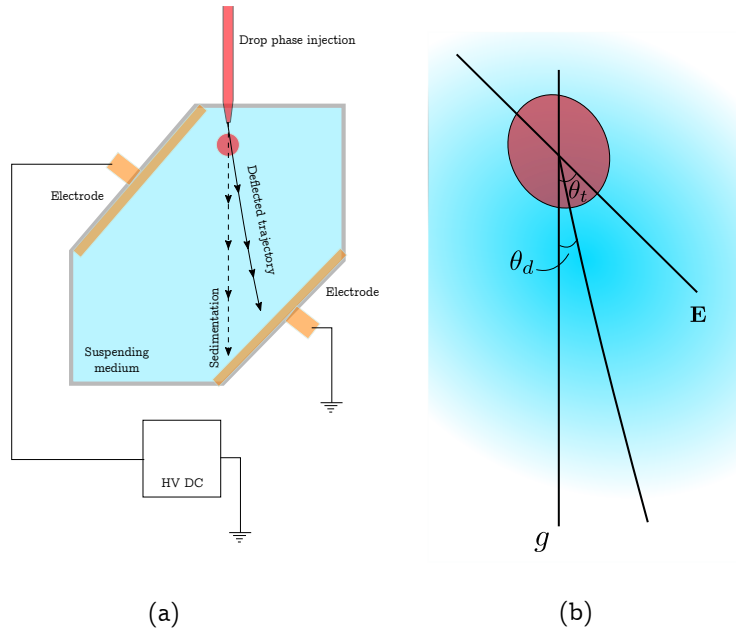 Drop phase injection
Electrode
Deflected trajectory
Sedimentation
Electrode
Suspending
medium
HV DC
(a)
θt
θd
E
g
(b)